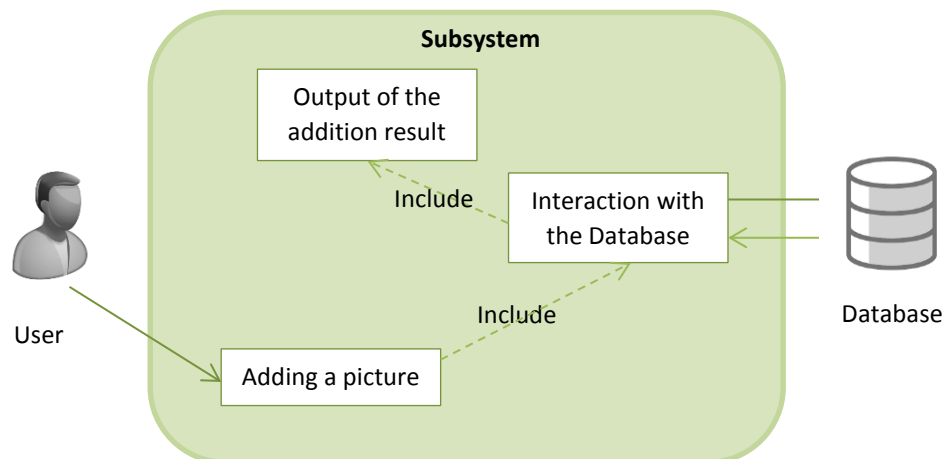 Subsystem
Output of the
addition result
Include
Interaction with
the Database
Include
User
Database
Adding a picture